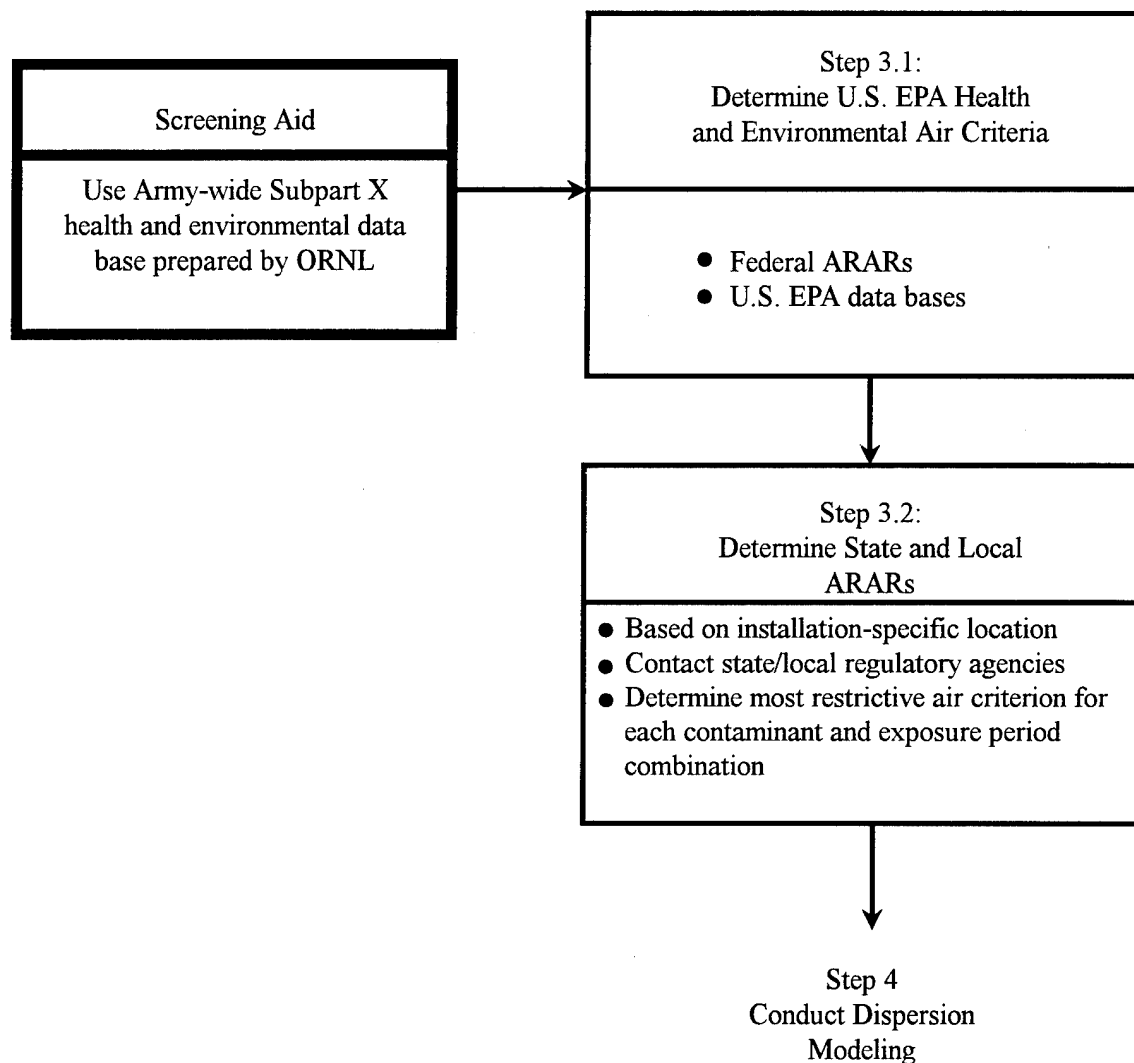 Screening Aid
Use Army-wide Subpart X
health and environmental data
base prepared by ORNL
Step 3.1:
Determine U.S. EPA Health
and Environmental Air Criteria
● Federal ARARs
● U.S. EPA data bases
Step 3.2:
Determine State and Local
ARARs
● Based on installation-specific location
● Contact state/local regulatory agencies
● Determine most restrictive air criterion for
each contaminant and exposure period
combination
Step 4
Conduct Dispersion
Modeling